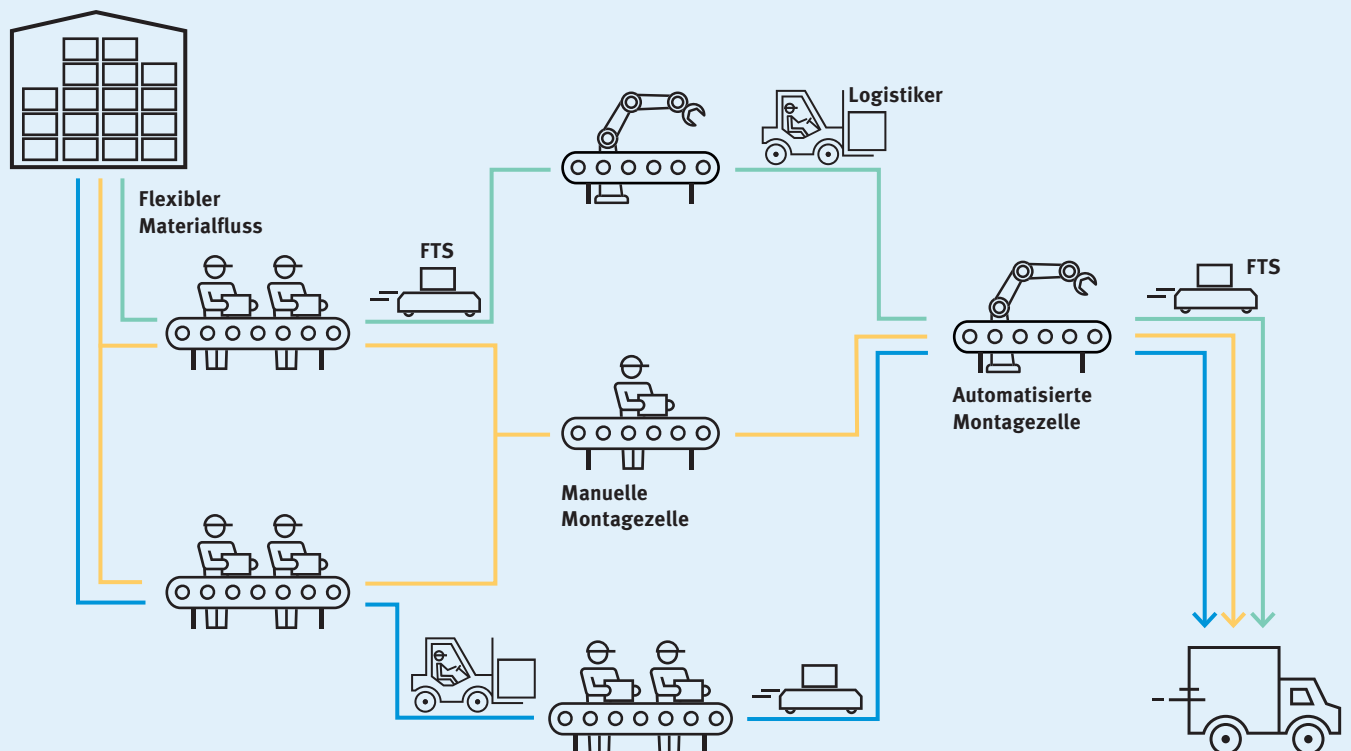 Logistiker
Flexibler
Materialfluss
FTS
FTS
Automatisierte
Montagezelle
Manuelle
Montagezelle